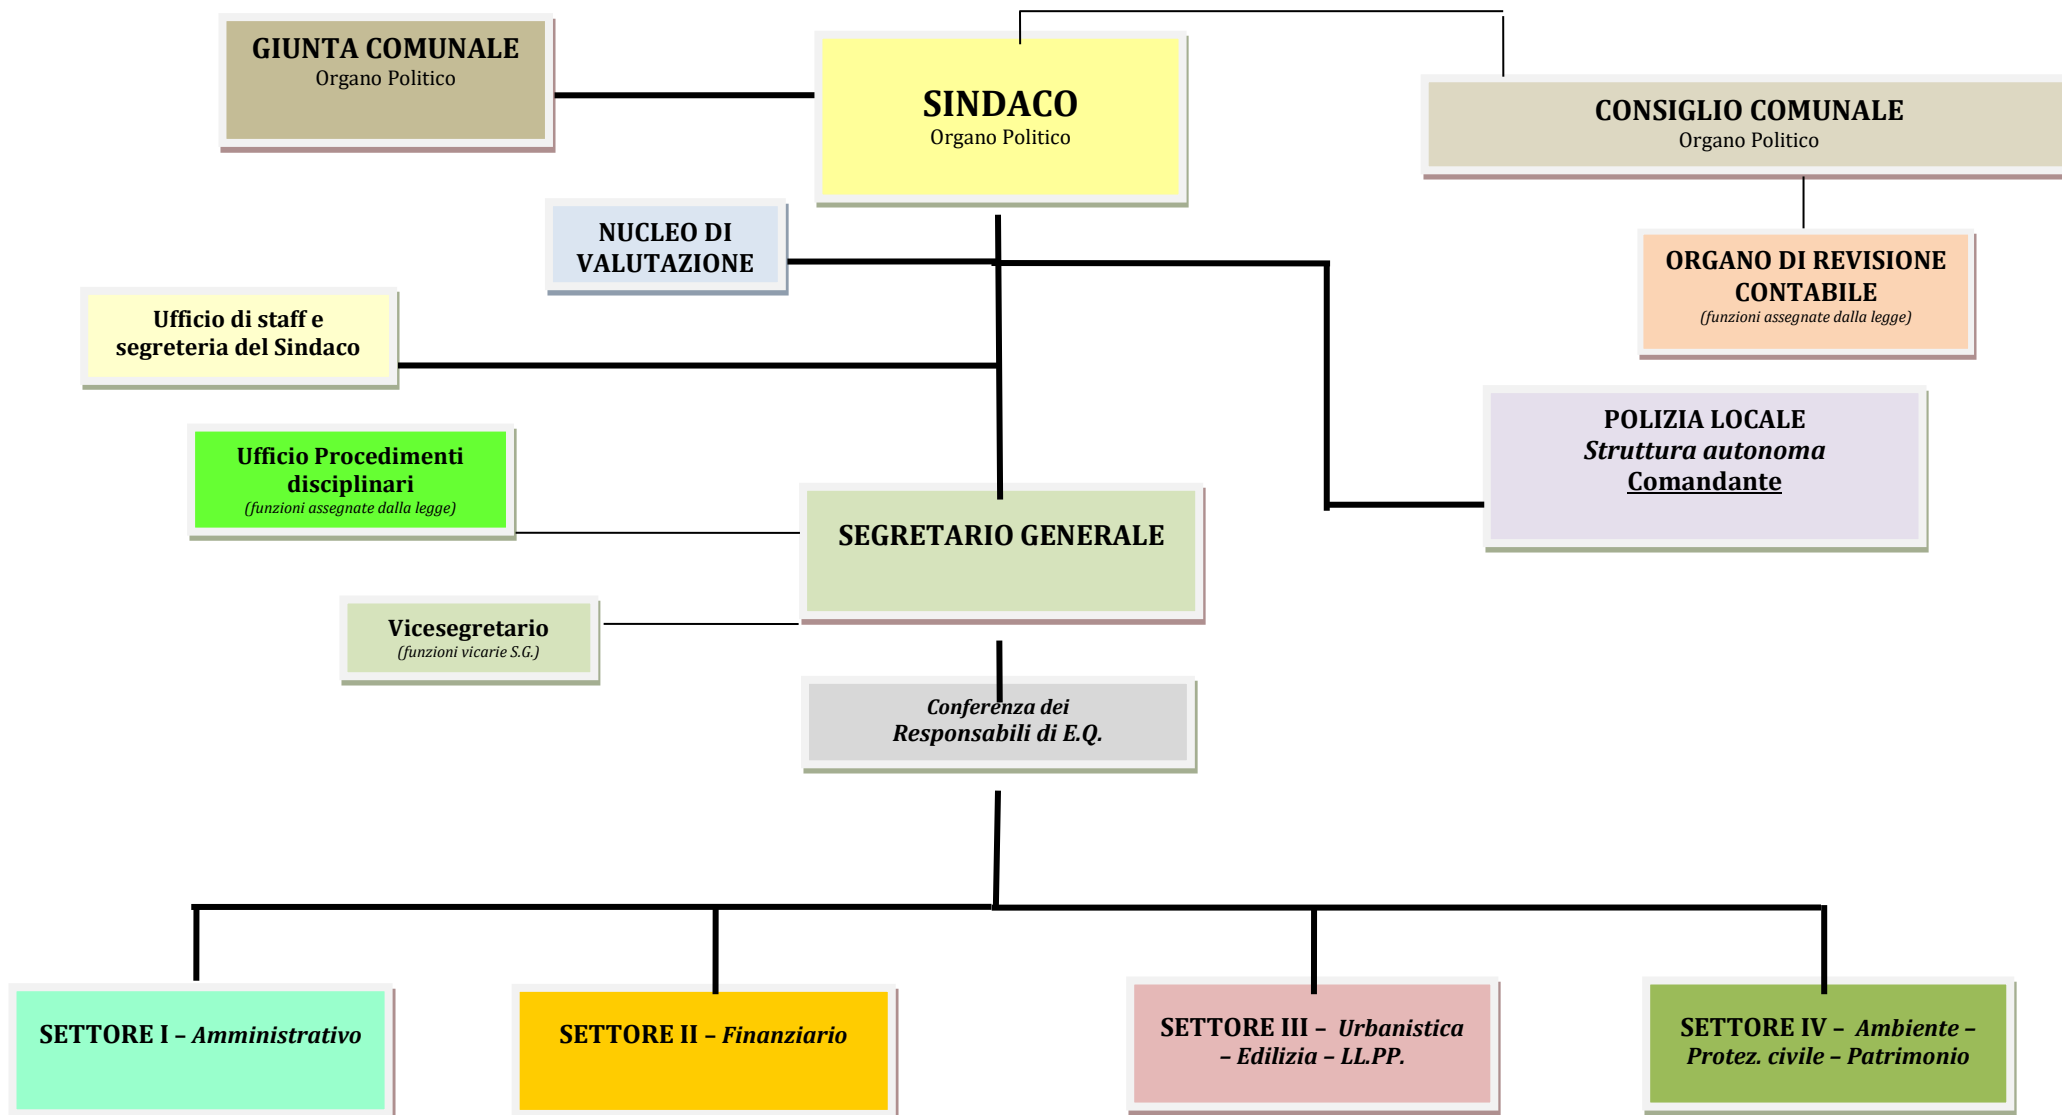 GIUNTA COMUNALE
Organo Politico
SINDACO
Organo Politico
CONSIGLIO COMUNALE
Organo Politico
NUCLEO DI
VALUTAZIONE
ORGANO DI REVISIONE
CONTABILE
(funzioni assegnate dalla legge)
Ufficio di staff e
segreteria del Sindaco
POLIZIA LOCALE
Struttura autonoma
Comandante
Ufficio Procedimenti
disciplinari
(funzioni assegnate dalla legge)
SEGRETARIO GENERALE
Vicesegretario
(funzioni vicarie S.G.)
Conferenza dei
Responsabili di E.Q.
SETTORE I – Amministrativo
SETTORE II – Finanziario
SETTORE III – Urbanistica
– Edilizia – LL.PP.
SETTORE IV – Ambiente –
Protez. civile – Patrimonio